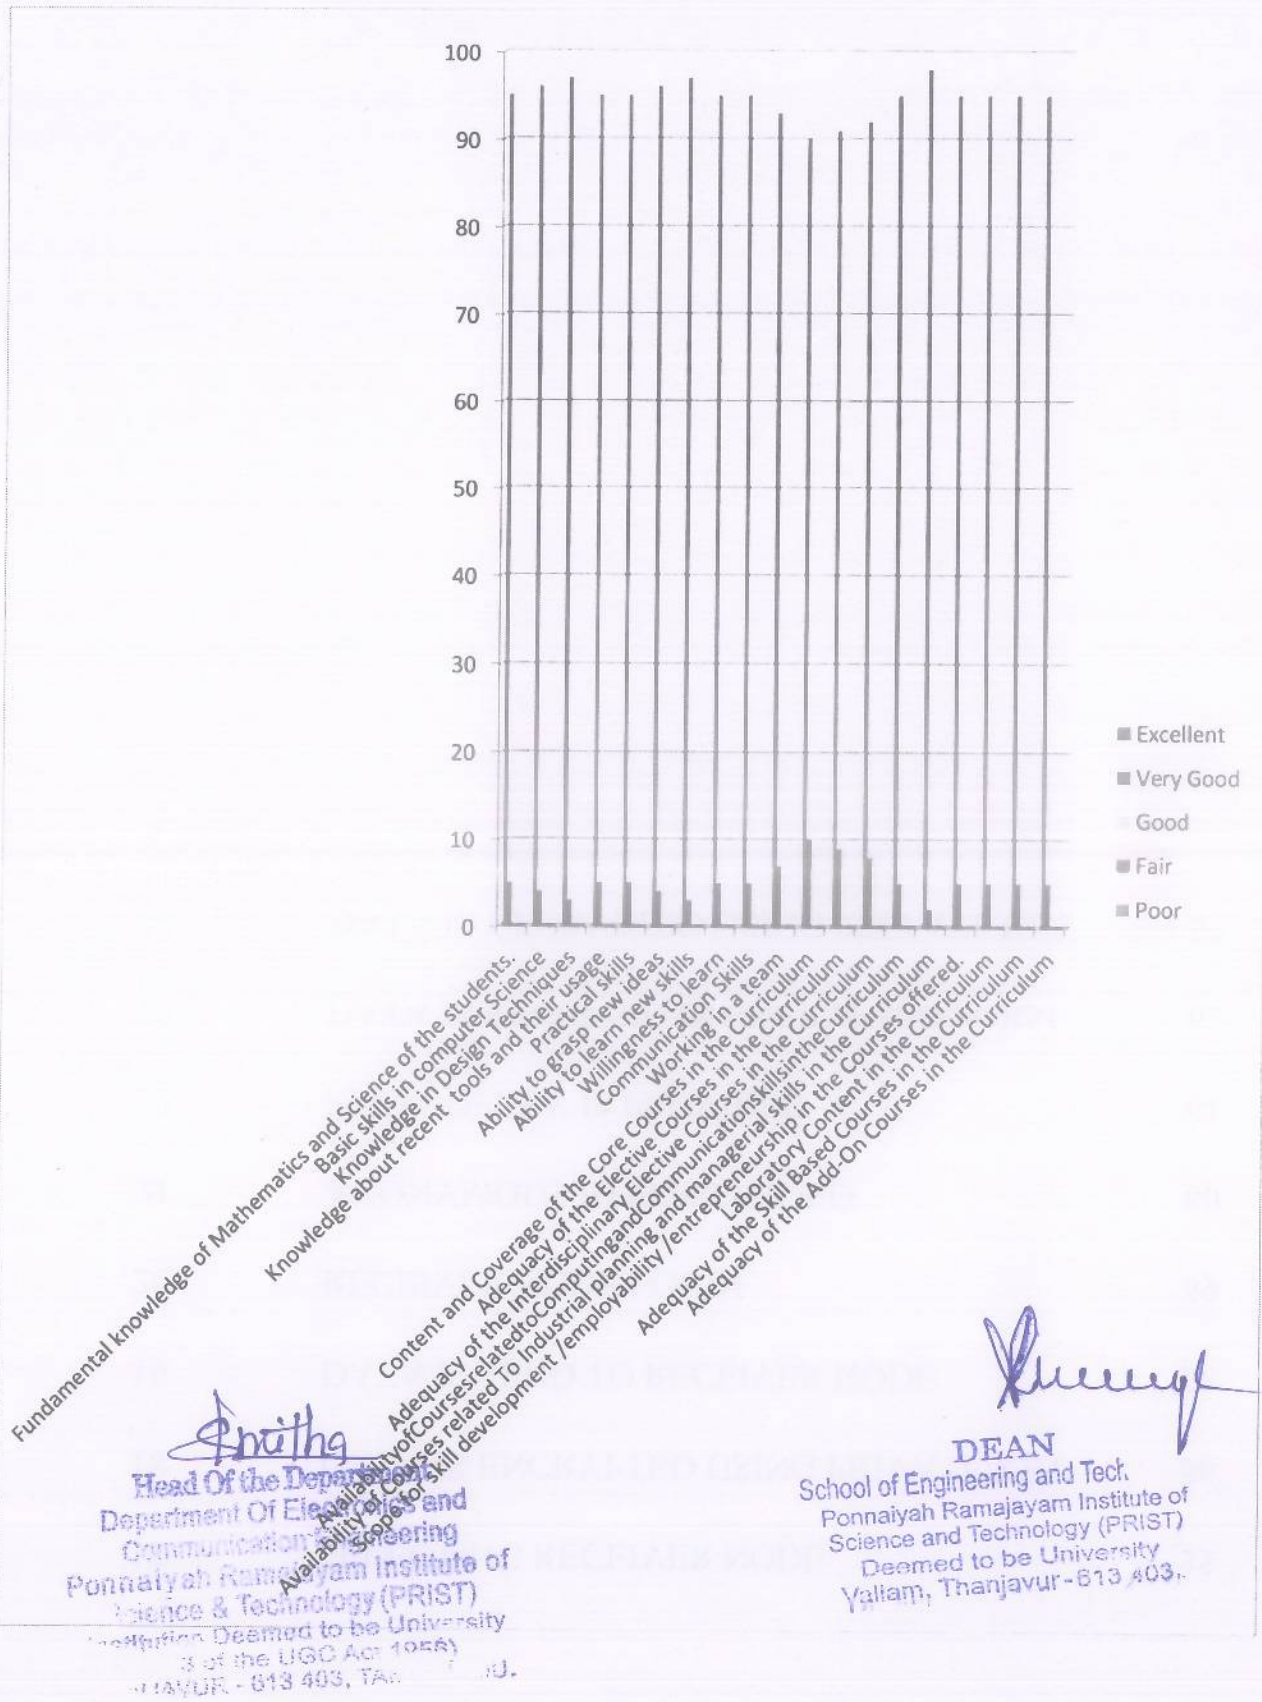 100
90
80
70
60
50
40
30
20
10
0
Excellent
Very Good
Good
Fair
Poor
Fundamental knowledge of Mathematics and Science of the students.
Basic skills in computer Science
Knowledge in Design Techniques
Knowledge about recent tools and their usage
Practical skills
Ability to grasp new ideas
Ability to learn new skills
Willingness to learn
Communication Skills
Working in a team
Content and Coverage of the Core Courses in the Curriculum
Adequacy of the Elective Courses in the Curriculum
Adequacy of the Interdisciplinary Elective Courses in the Curriculum
AvailabilityofCoursesrelatedtoComputingandCommunicationskillsintheCurriculum
Availability of Courses related To Industrial planning and managerial skills in the Curriculum
Scope for skill development /employability /entrepreneurship in the Courses offered.
Laboratory Content in the Curriculum
Adequacy of the Skill Based Courses in the Curriculum
Adequacy of the Add-On Courses in the Curriculum
Head Of the Department
Department Of Electronics and
Communication Engineering
Ponnaiyah Ramajayam Institute of
Science & Technology (PRIST)
Institution Deemed to be University
3 of the UGC Act 1956)
- 613 403,
DEAN
School of Engineering and Tech.
Ponnaiyah Ramajayam Institute of
Science and Technology (PRIST)
Deemed to be University
Vallam, Thanjavur-613 403.